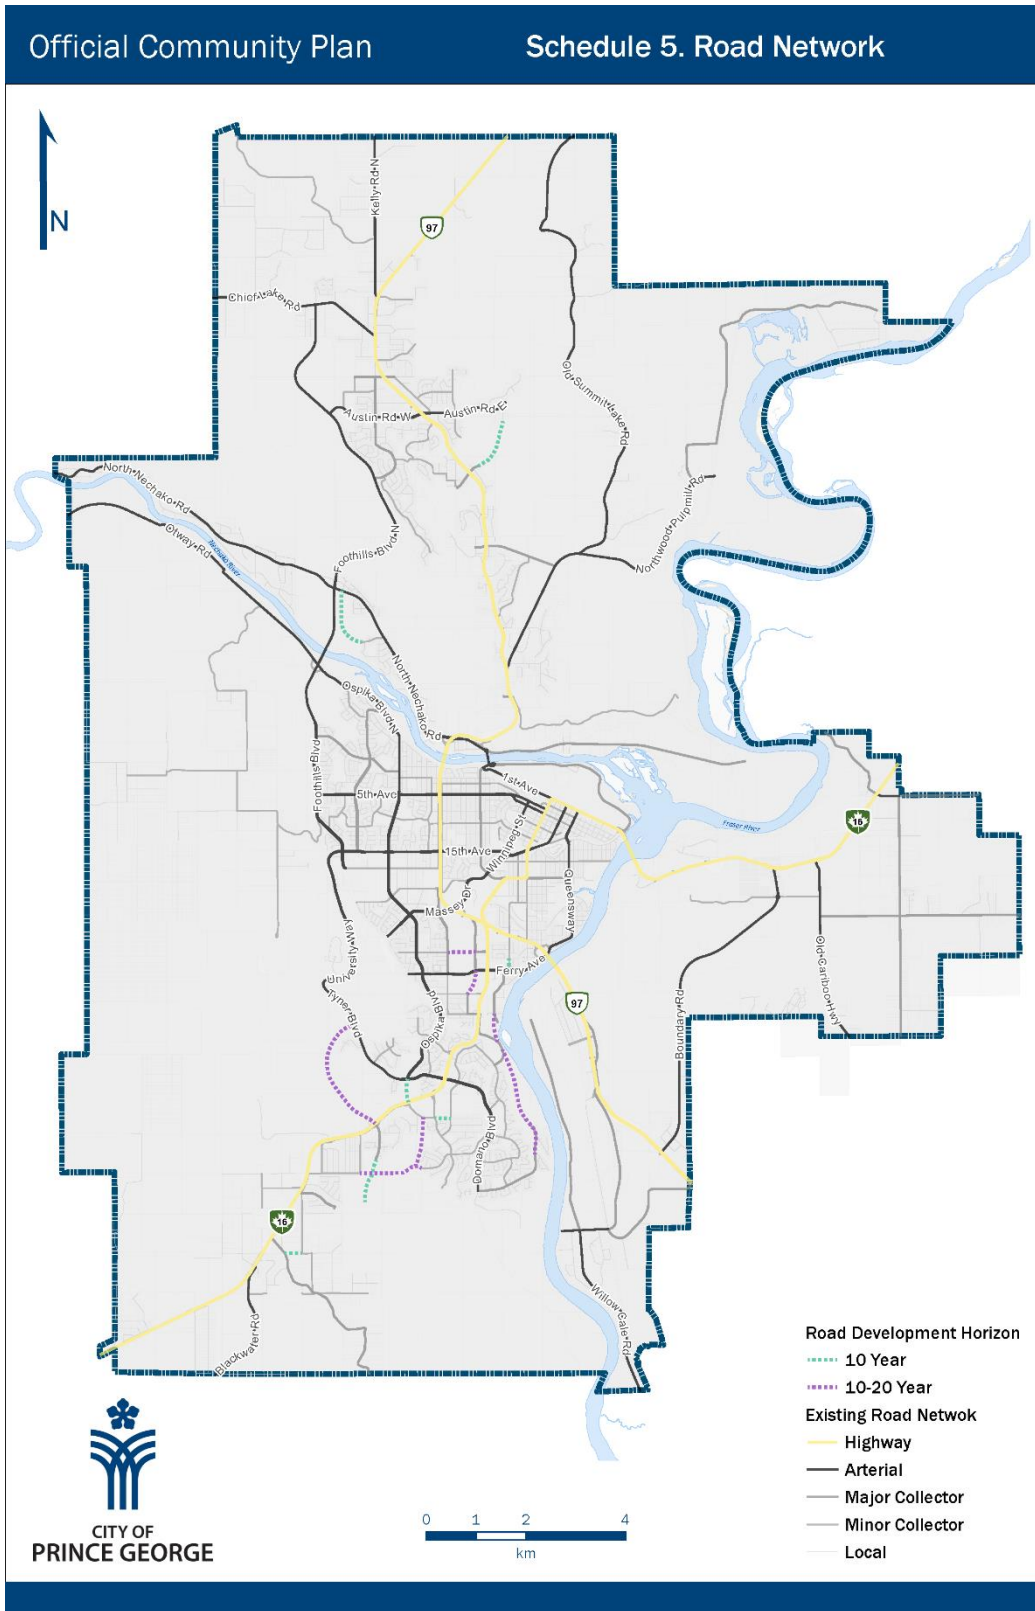 Official Community Plan
Schedule 5. Road Network
N
Kelly Rd N
97
Chief Lake Rd
Old Summit Lake Rd
Austin Rd W
Austin Rd E
North Nechako Rd
Otway Rd
Nechako River
Foothills Blvd N
Northwood Pulpmill Rd
North Nechako Rd
Ospika Blvd N
Foothills Blvd
1st Ave
5th Ave
Winnipeg St
Fraser River
16
15th Ave
Queensway
Massey Dr
University Way
Old Cariboo Hwy
Ferry Ave
Tyner Blvd
Ospika Blvd
97
Boundary Rd
Domano Blvd
16
Willow Cale Rd
Blackwater Rd
Road Development Horizon
10 Year
10-20 Year
Existing Road Netwok
Highway
Arterial
Major Collector
Minor Collector
Local
CITY OF
PRINCE GEORGE
0 1 2 4
km